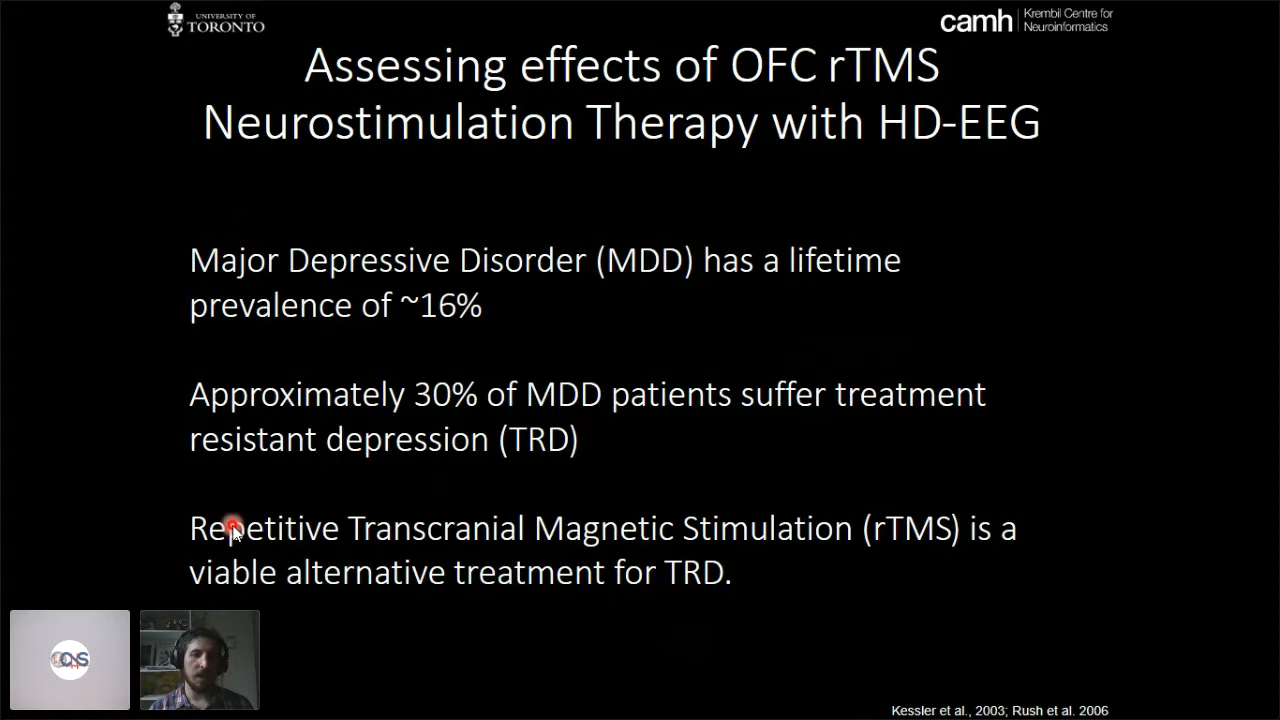 UNIVERSITY OF
TORONTO
camh
Krembil Centre for
Neuroinformatics
Assessing effects of OFC rTMS
Neurostimulation Therapy with HD-EEG
Major Depressive Disorder (MDD) has a lifetime
prevalence of ~16%
Approximately 30% of MDD patients suffer treatment
resistant depression (TRD)
Repetitive Transcranial Magnetic Stimulation (rTMS) is a
viable alternative treatment for TRD.
Kessler et al., 2003; Rush et al. 2006